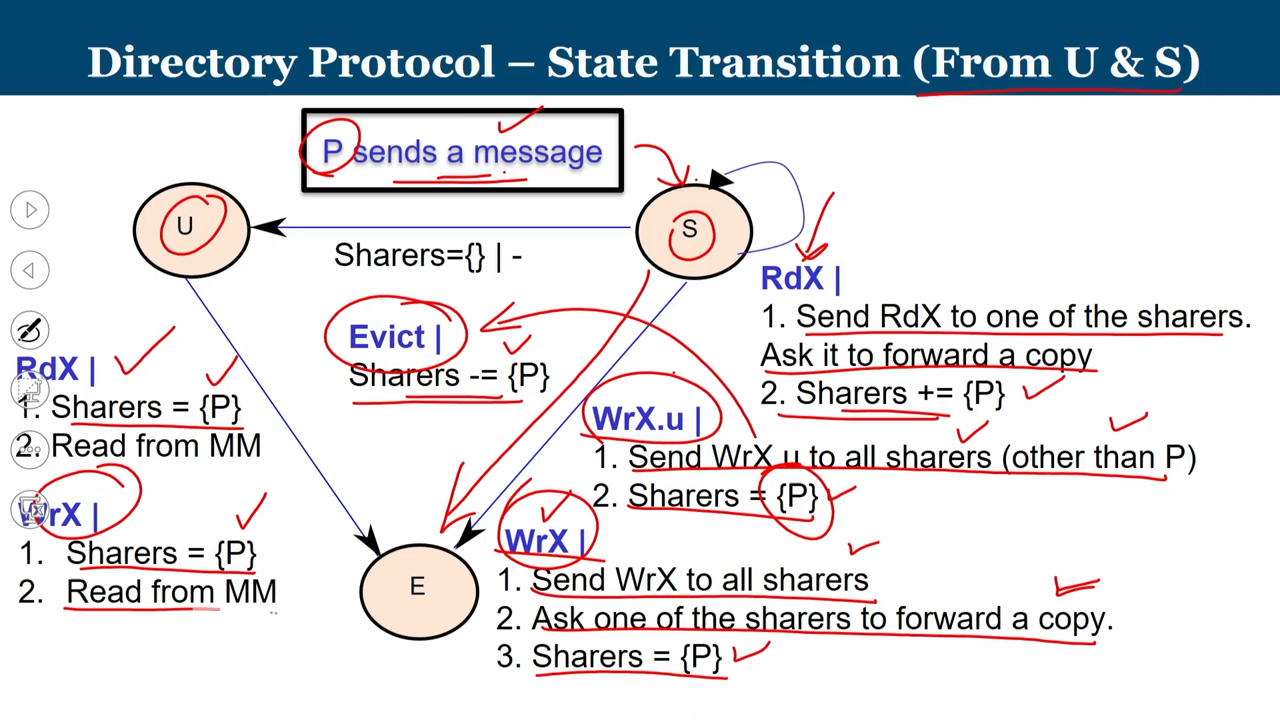 Directory Protocol – State Transition (From U & S)
P sends a message
U
S
Sharers={} | -
RdX |
1. Send RdX to one of the sharers.
Ask it to forward a copy
2. Sharers += {P}
Evict |
Sharers -= {P}
RdX |
1. Sharers = {P}
2. Read from MM
WrX.u |
1. Send WrX.u to all sharers (other than P)
2. Sharers = {P}
WrX |
1. Sharers = {P}
2. Read from MM
E
WrX |
1. Send WrX to all sharers
2. Ask one of the sharers to forward a copy.
3. Sharers = {P}